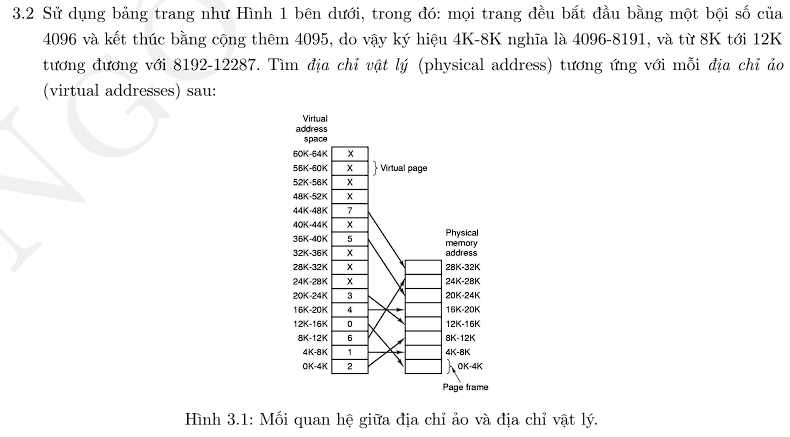 3.2 Sử dụng bảng trang như Hình 1 bên dưới, trong đó: mọi trang đều bắt đầu bằng một bội số của
4096 và kết thúc bằng cộng thêm 4095, do vậy ký hiệu 4K-8K nghĩa là 4096-8191, và từ 8K tới 12K
tương đương với 8192-12287. Tìm địa chỉ vật lý (physical address) tương ứng với mỗi địa chỉ ảo
(virtual addresses) sau:
Virtual
address
space
60K-64K X
56K-60K X } Virtual page
52K-56K X
48K-52K X
44K-48K 7
40K-44K X
36K-40K 5
32K-36K X
28K-32K X
24K-28K X
20K-24K 3
16K-20K 4
12K-16K 0
8K-12K 6
4K-8K 1
0K-4K 2
Physical
memory
address
28K-32K
24K-28K
20K-24K
16K-20K
12K-16K
8K-12K
4K-8K
0K-4K
Page frame
Hình 3.1: Mối quan hệ giữa địa chỉ ảo và địa chỉ vật lý.
NGÔ